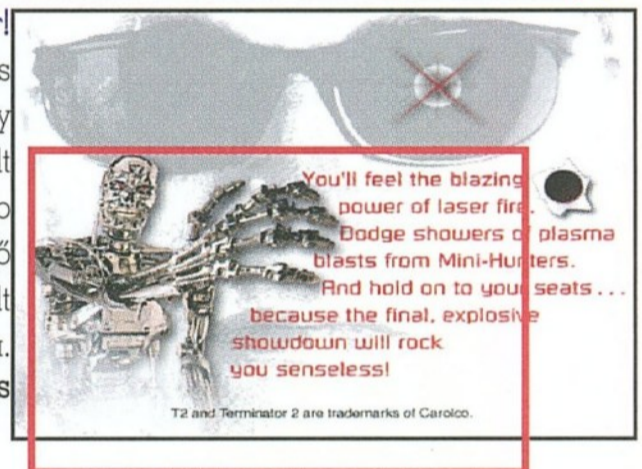 !
s
y
lt
o
ő
lt
ı.
s
You'll feel the blazing
power of laser fire.
Dodge showers of plasma
blasts from Mini-Hunters.
And hold on to your seats...
because the final, explosive
showdown will rock
you senseless!
T2 and Terminator 2 are trademarks of Carolco.